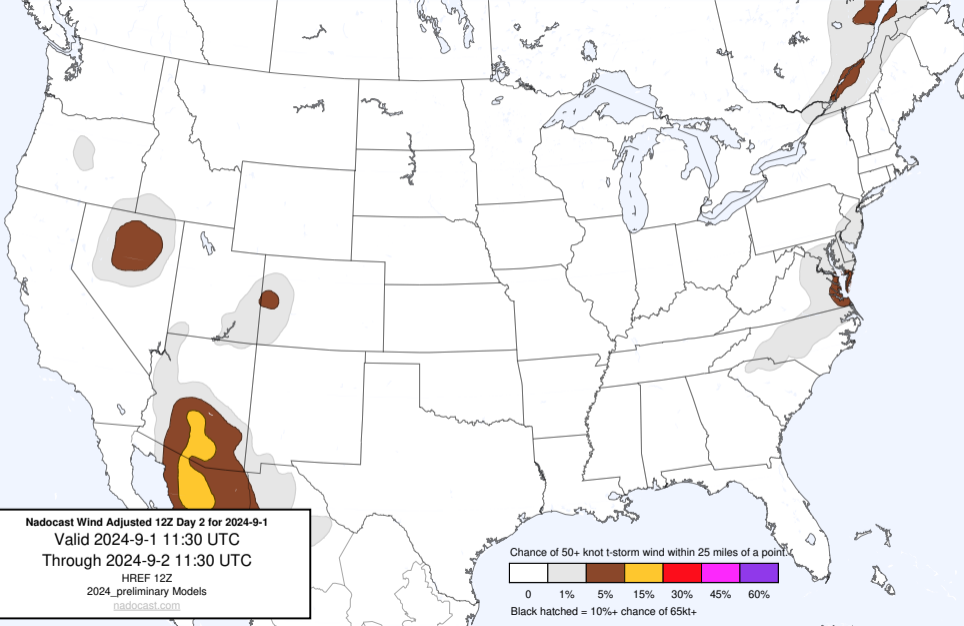 Nadocast Wind Adjusted 12Z Day 2 for 2024-9-1
Valid 2024-9-1 11:30 UTC
Through 2024-9-2 11:30 UTC
HREF 12Z
2024_preliminary Models
nadocast.com
Chance of 50+ knot t-storm wind within 25 miles of a point.
0 1% 5% 15% 30% 45% 60%
Black hatched = 10%+ chance of 65kt+